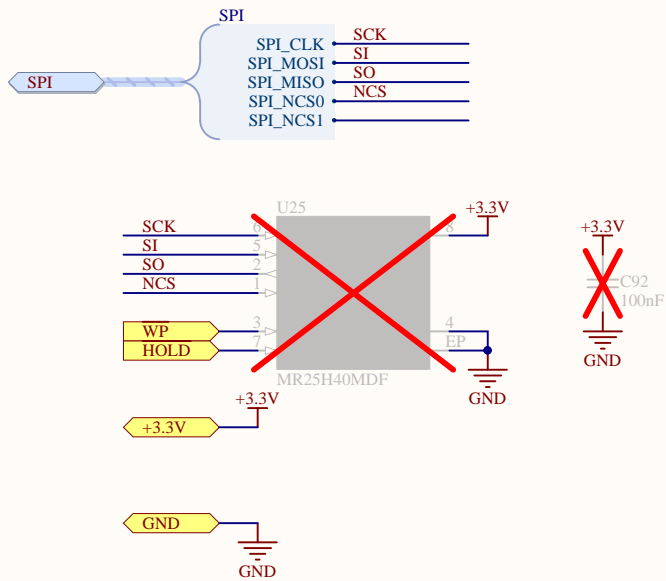 SPI
SPI
SPI_CLK SCK
SPI_MOSI SI
SPI_MISO SO
SPI_NCS0 NCS
SPI_NCS1
U25
+3.3V
+3.3V
SCK 6 8
SI 5
SO 2
NCS 1
C92
100nF
WP 3 4
HOLD 7 EP
GND
MR25H40MDF
GND
+3.3V
+3.3V
GND
GND